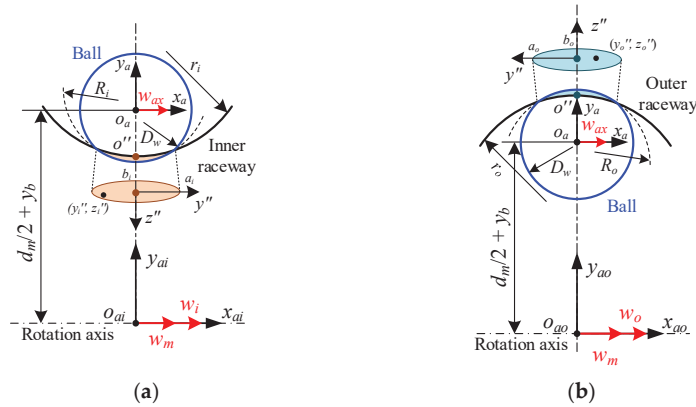 Ball
y_a
r_i
R_i
w_ax
x_a
o_a
D_w
o''
Inner
raceway
b_i
a_i
y''
(y_i'', z_i'')
z''
d_m/2 + y_b
y_ai
o_ai
w_i
x_ai
Rotation axis
w_m
(a)
z''
a_o
b_o
(y_o'', z_o'')
y''
Outer
raceway
o''
y_a
w_ax
o_a
x_a
D_w
R_o
r_o
Ball
d_m/2 + y_b
y_ao
o_ao
w_o
x_ao
Rotation axis
w_m
(b)